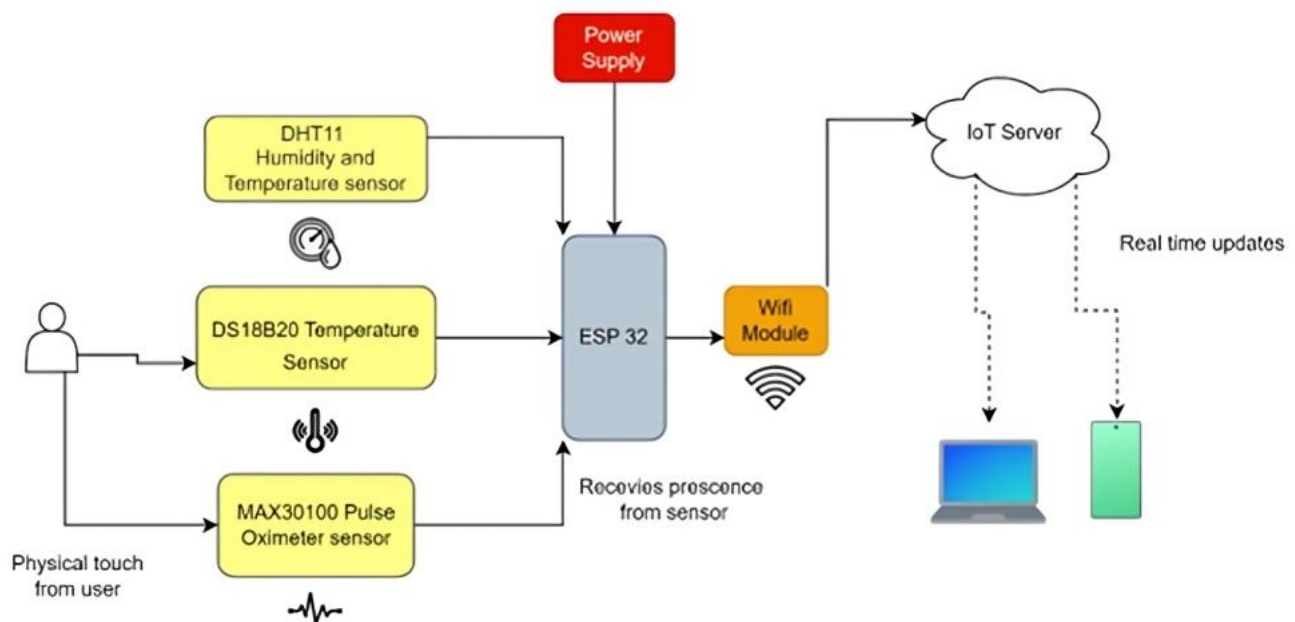 Power
Supply
DHT11
Humidity and
Temperature sensor
IoT Server
Real time updates
DS18B20 Temperature
Sensor
ESP 32
Wifi
Module
MAX30100 Pulse
Oximeter sensor
Recevies prescence
from sensor
Physical touch
from user